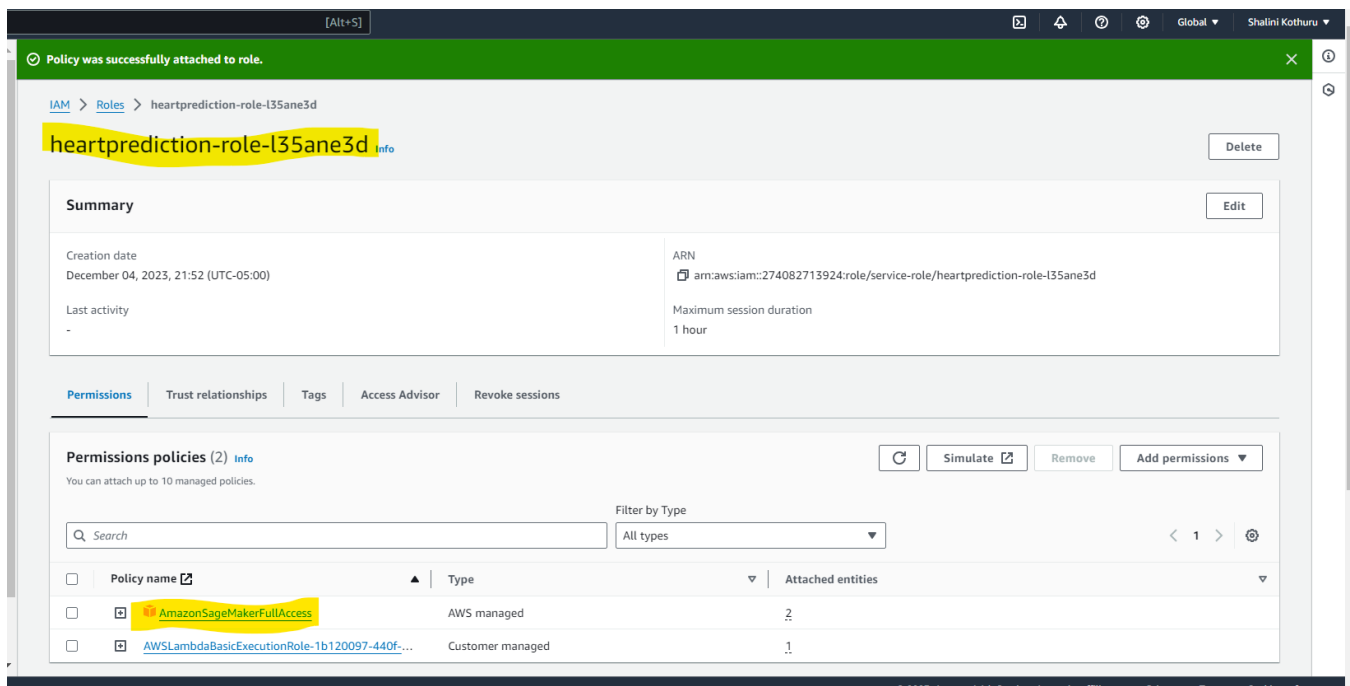 [Alt+S] Global ▼ Shalini Kothuru ▼
Policy was successfully attached to role.
IAM > Roles > heartprediction-role-l35ane3d
heartprediction-role-l35ane3d Info
Delete
Summary
Edit
Creation date
December 04, 2023, 21:52 (UTC-05:00)
ARN
arn:aws:iam::274082713924:role/service-role/heartprediction-role-l35ane3d
Last activity
-
Maximum session duration
1 hour
Permissions Trust relationships Tags Access Advisor Revoke sessions
Permissions policies (2) Info
You can attach up to 10 managed policies.
Simulate Remove Add permissions ▼
Filter by Type
Search All types < 1 >
Policy name Type Attached entities
AmazonSageMakerFullAccess AWS managed 2
AWSLambdaBasicExecutionRole-1b120097-440f-... Customer managed 1